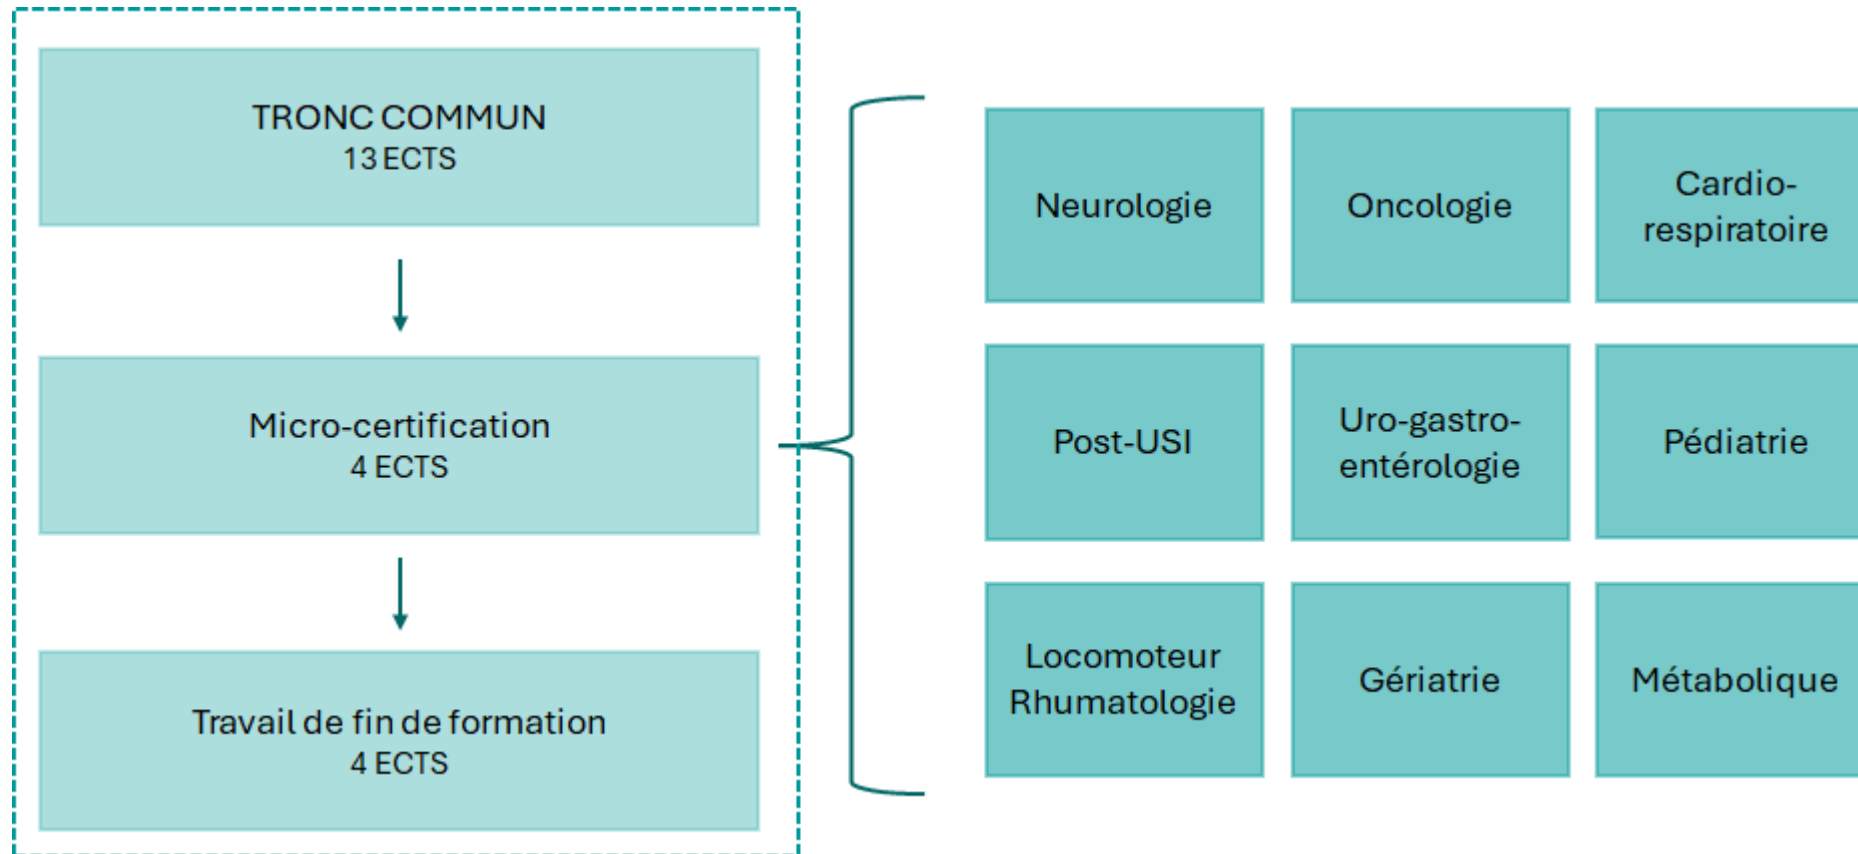 TRONC COMMUN
13 ECTS
Micro-certification
4 ECTS
Travail de fin de formation
4 ECTS
Neurologie
Oncologie
Cardio-
respiratoire
Post-USI
Uro-gastro-
entérologie
Pédiatrie
Locomoteur
Rhumatologie
Gériatrie
Métabolique